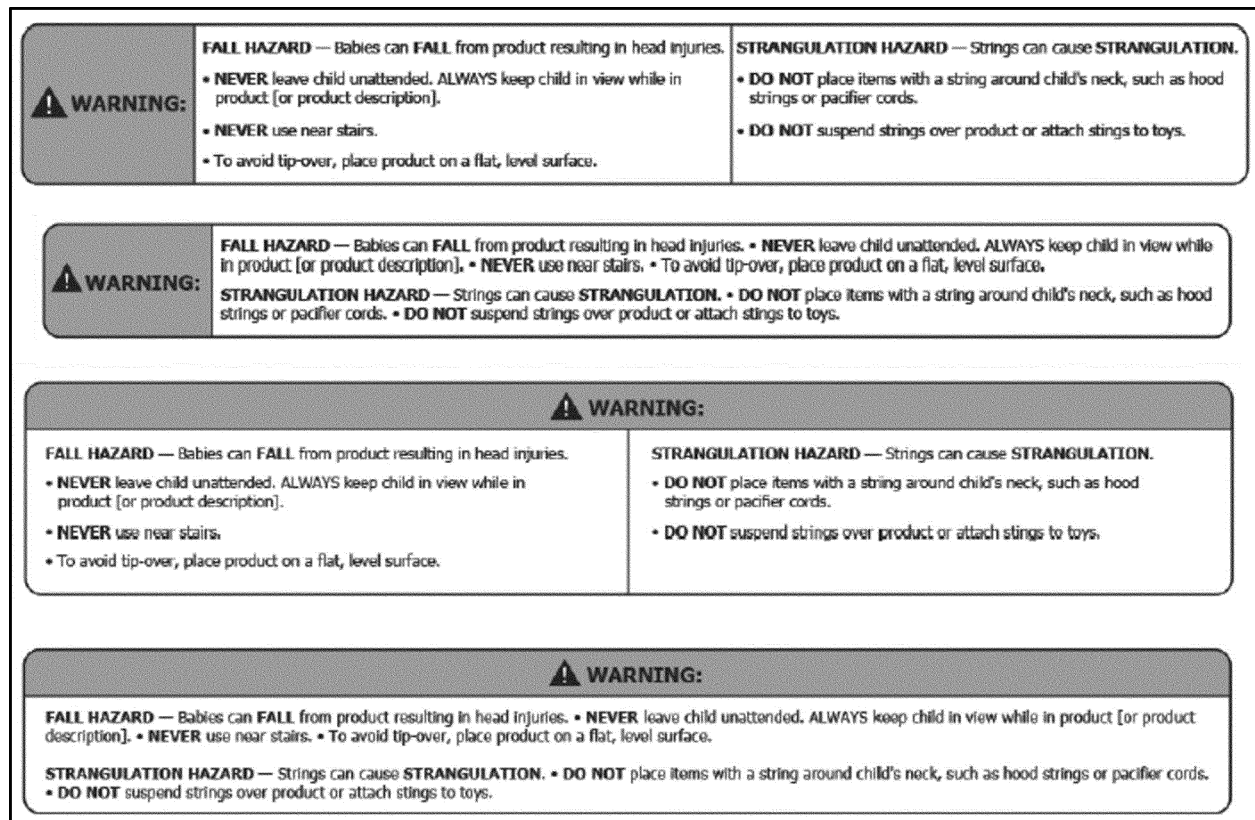 WARNING:
FALL HAZARD — Babies can FALL from product resulting in head injuries.
• NEVER leave child unattended. ALWAYS keep child in view while in
product [or product description].
• NEVER use near stairs.
• To avoid tip-over, place product on a flat, level surface.
STRANGULATION HAZARD — Strings can cause STRANGULATION.
• DO NOT place items with a string around child's neck, such as hood
strings or pacifier cords.
• DO NOT suspend strings over product or attach stings to toys.
WARNING:
FALL HAZARD — Babies can FALL from product resulting in head injuries. • NEVER leave child unattended. ALWAYS keep child in view while
in product [or product description]. • NEVER use near stairs. • To avoid tip-over, place product on a flat, level surface.
STRANGULATION HAZARD — Strings can cause STRANGULATION. • DO NOT place items with a string around child's neck, such as hood
strings or pacifier cords. • DO NOT suspend strings over product or attach stings to toys.
WARNING:
FALL HAZARD — Babies can FALL from product resulting in head injuries.
• NEVER leave child unattended. ALWAYS keep child in view while in
product [or product description].
• NEVER use near stairs.
• To avoid tip-over, place product on a flat, level surface.
STRANGULATION HAZARD — Strings can cause STRANGULATION.
• DO NOT place items with a string around child's neck, such as hood
strings or pacifier cords.
• DO NOT suspend strings over product or attach stings to toys.
WARNING:
FALL HAZARD — Babies can FALL from product resulting in head injuries. • NEVER leave child unattended. ALWAYS keep child in view while in product [or product
description]. • NEVER use near stairs. • To avoid tip-over, place product on a flat, level surface.
STRANGULATION HAZARD — Strings can cause STRANGULATION. • DO NOT place items with a string around child's neck, such as hood strings or pacifier cords.
• DO NOT suspend strings over product or attach stings to toys.